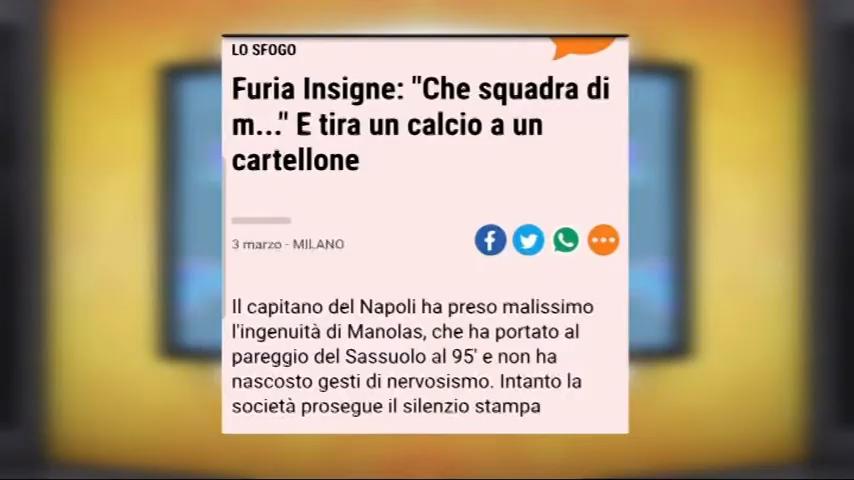 LO SFOGO
Furia Insigne: "Che squadra di
m..." E tira un calcio a un
cartellone
3 marzo - MILANO
Il capitano del Napoli ha preso malissimo
l'ingenuità di Manolas, che ha portato al
pareggio del Sassuolo al 95' e non ha
nascosto gesti di nervosismo. Intanto la
società prosegue il silenzio stampa